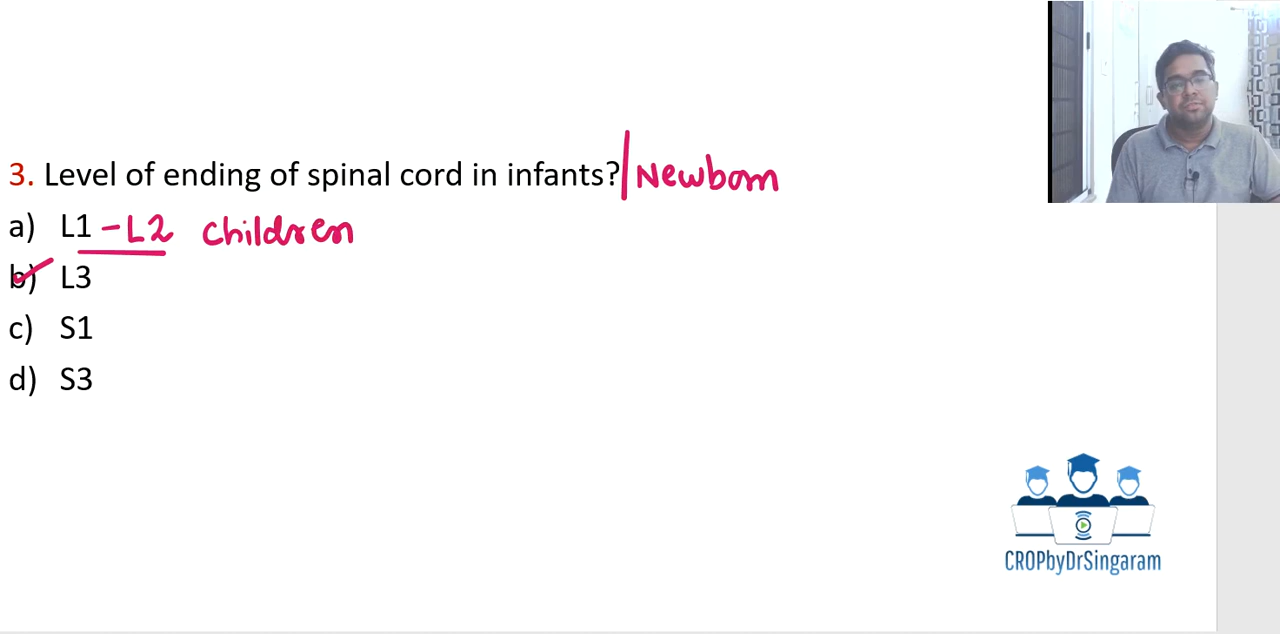 3. Level of ending of spinal cord in infants? | Newborn
a) L1 - L2 children
b) L3
c) S1
d) S3
CROPbyDrSingaram